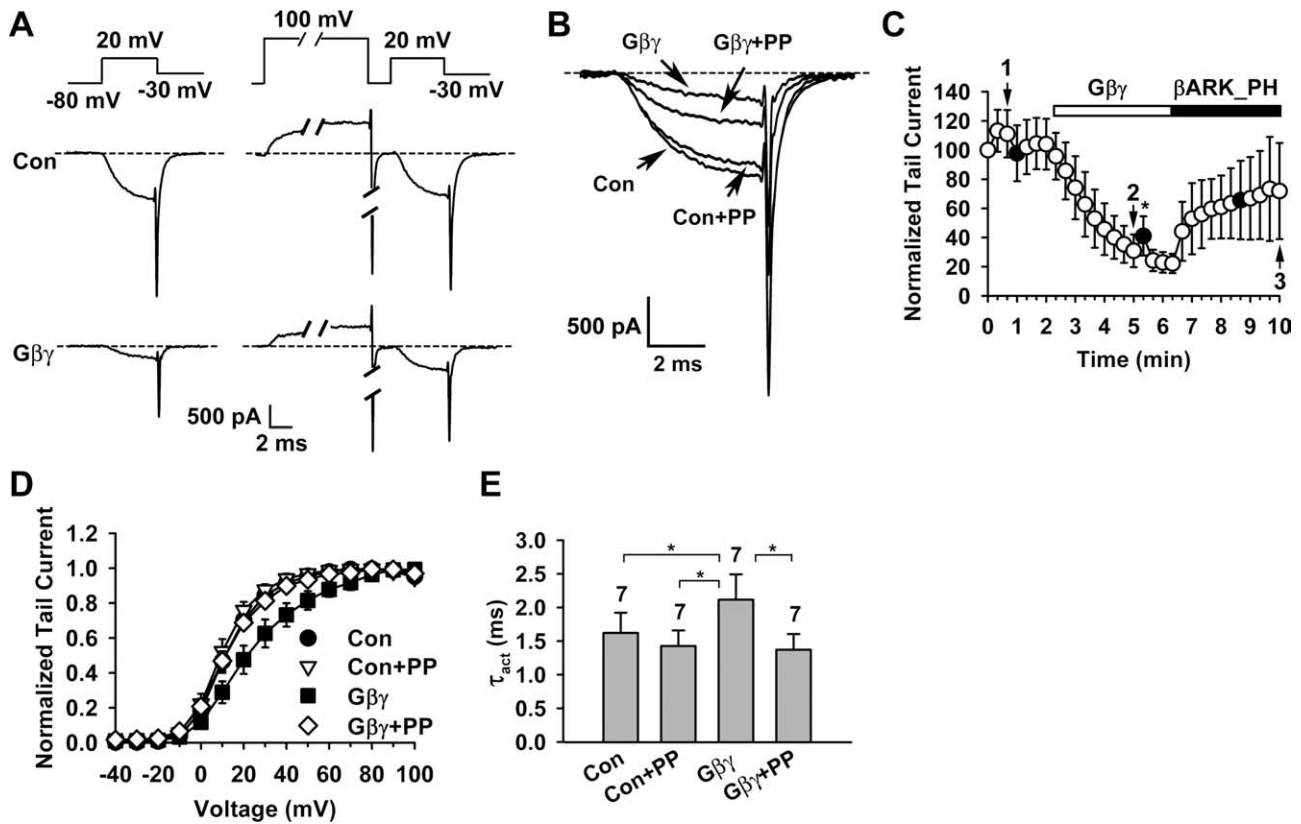 A
100 mV
20 mV
20 mV
-80 mV
-30 mV
-30 mV
Con
Gβγ
500 pA
2 ms
B
Gβγ
Gβγ+PP
Con
Con+PP
500 pA
2 ms
C
Normalized Tail Current
140
120
100
80
60
40
20
0
1
Gβγ
βARK_PH
2
*
3
0 1 2 3 4 5 6 7 8 9 10
Time (min)
D
Normalized Tail Current
1.2
1.0
0.8
0.6
0.4
0.2
0.0
Con
Con+PP
Gβγ
Gβγ+PP
-40 -20 0 20 40 60 80 100
Voltage (mV)
E
τact (ms)
3.0
2.5
2.0
1.5
1.0
0.5
0.0
*
*
*
7
7
7
7
Con
Con+PP
Gβγ
Gβγ+PP